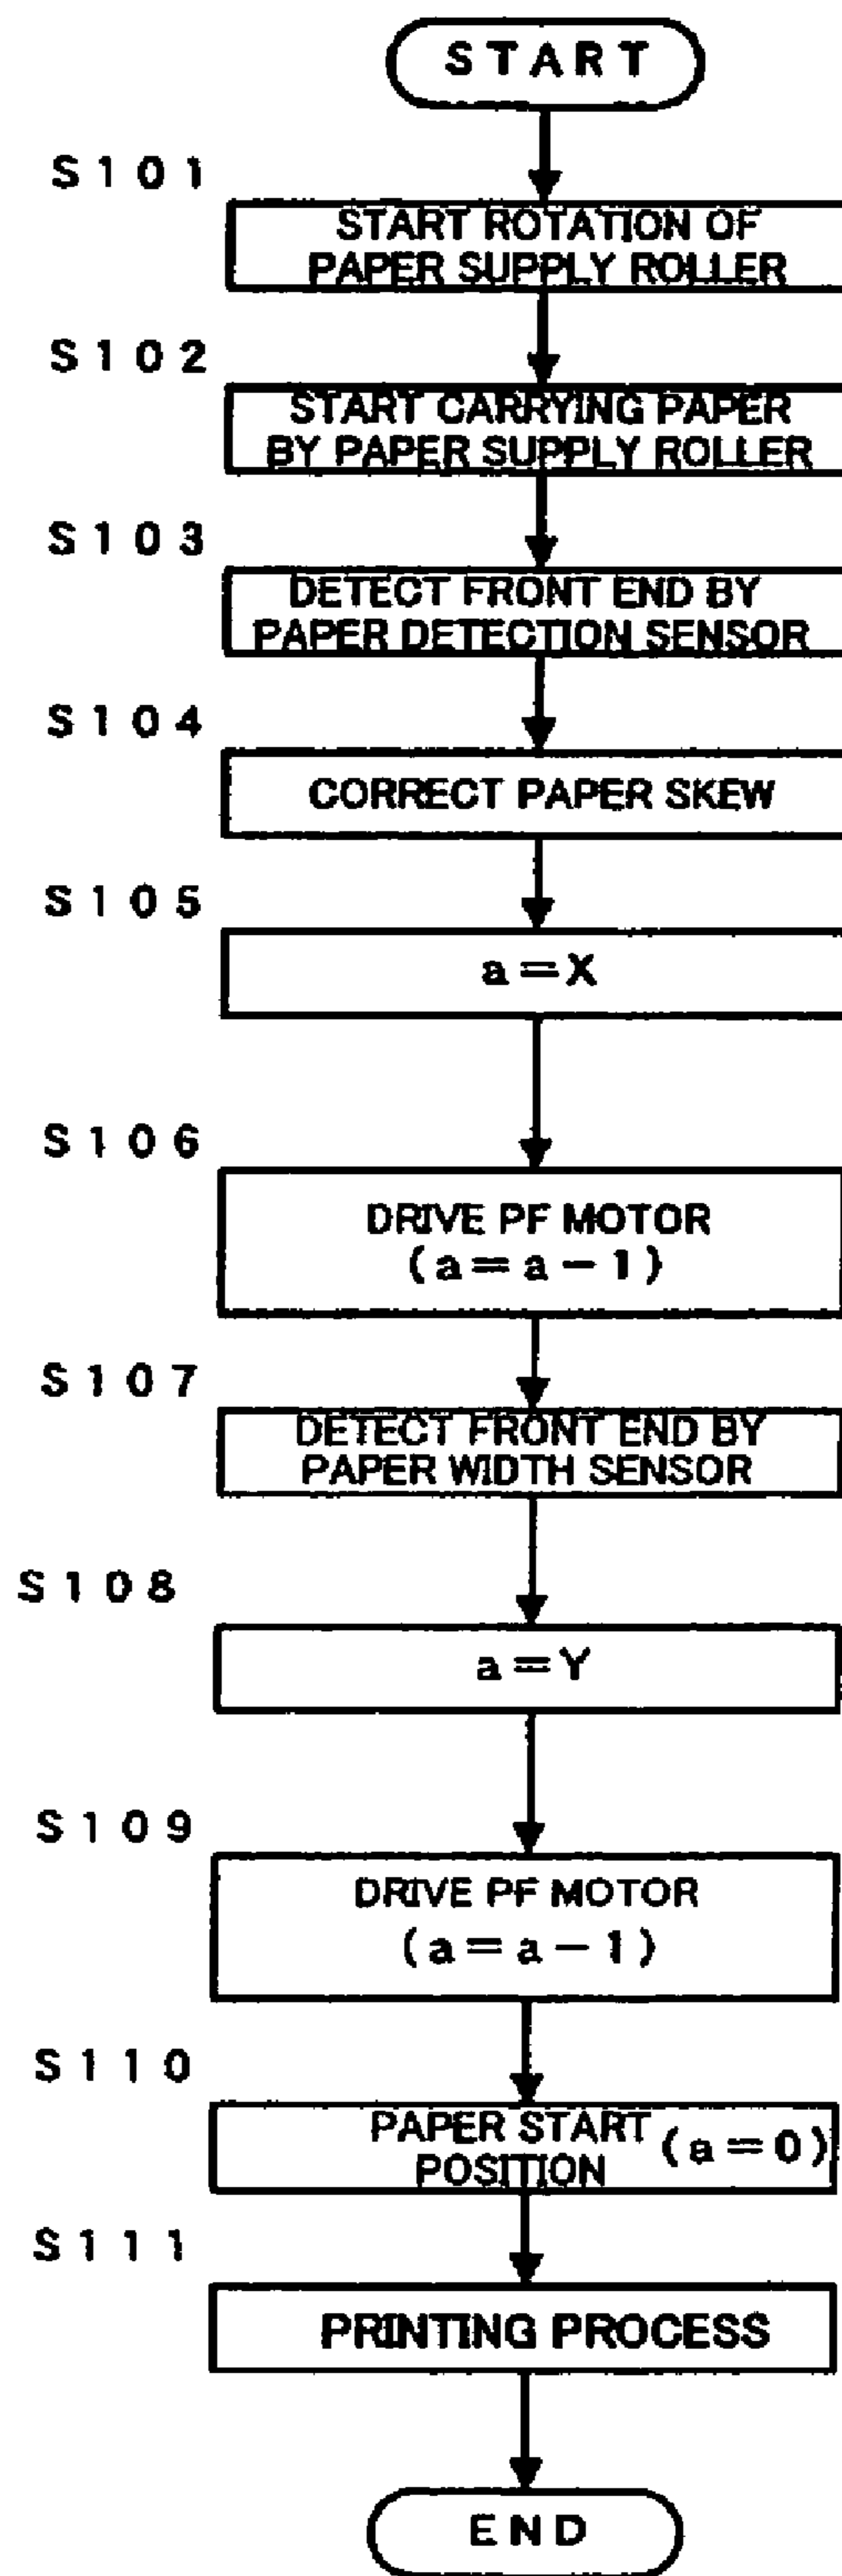 START
S101
START ROTATION OF
PAPER SUPPLY ROLLER
S102
START CARRYING PAPER
BY PAPER SUPPLY ROLLER
S103
DETECT FRONT END BY
PAPER DETECTION SENSOR
S104
CORRECT PAPER SKEW
S105
a=X
S106
DRIVE PF MOTOR
(a=a-1)
S107
DETECT FRONT END BY
PAPER WIDTH SENSOR
S108
a=Y
S109
DRIVE PF MOTOR
(a=a-1)
S110
PAPER START
POSITION (a=0)
S111
PRINTING PROCESS
END